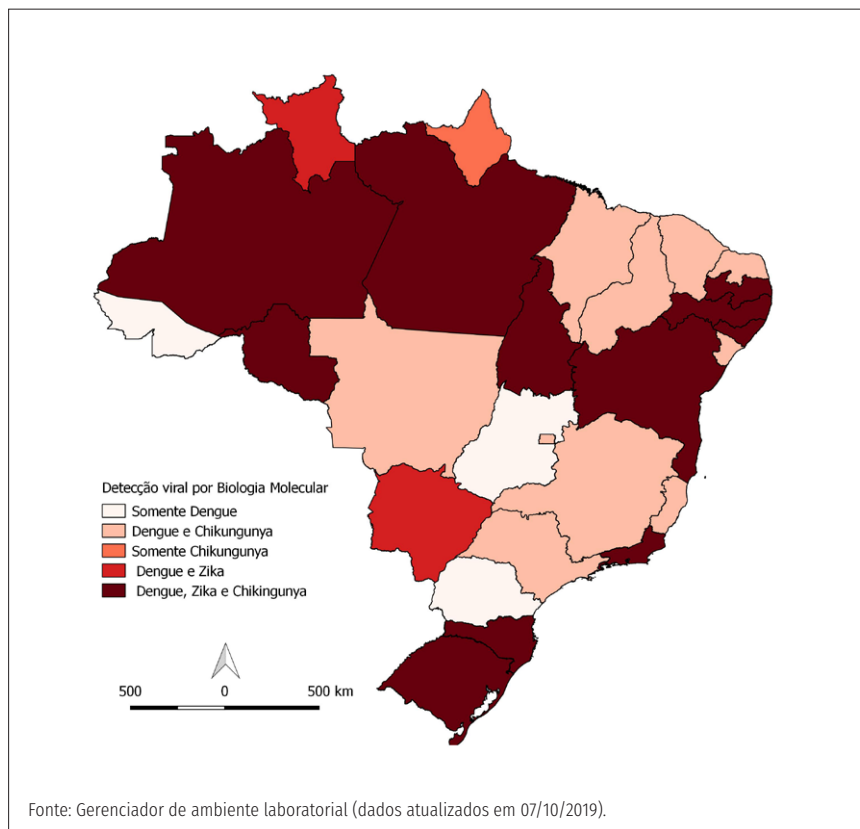 Detecção viral por Biologia Molecular
Somente Dengue
Dengue e Chikungunya
Somente Chikungunya
Dengue e Zika
Dengue, Zika e Chikingunya
500 0 500 km
Fonte: Gerenciador de ambiente laboratorial (dados atualizados em 07/10/2019).